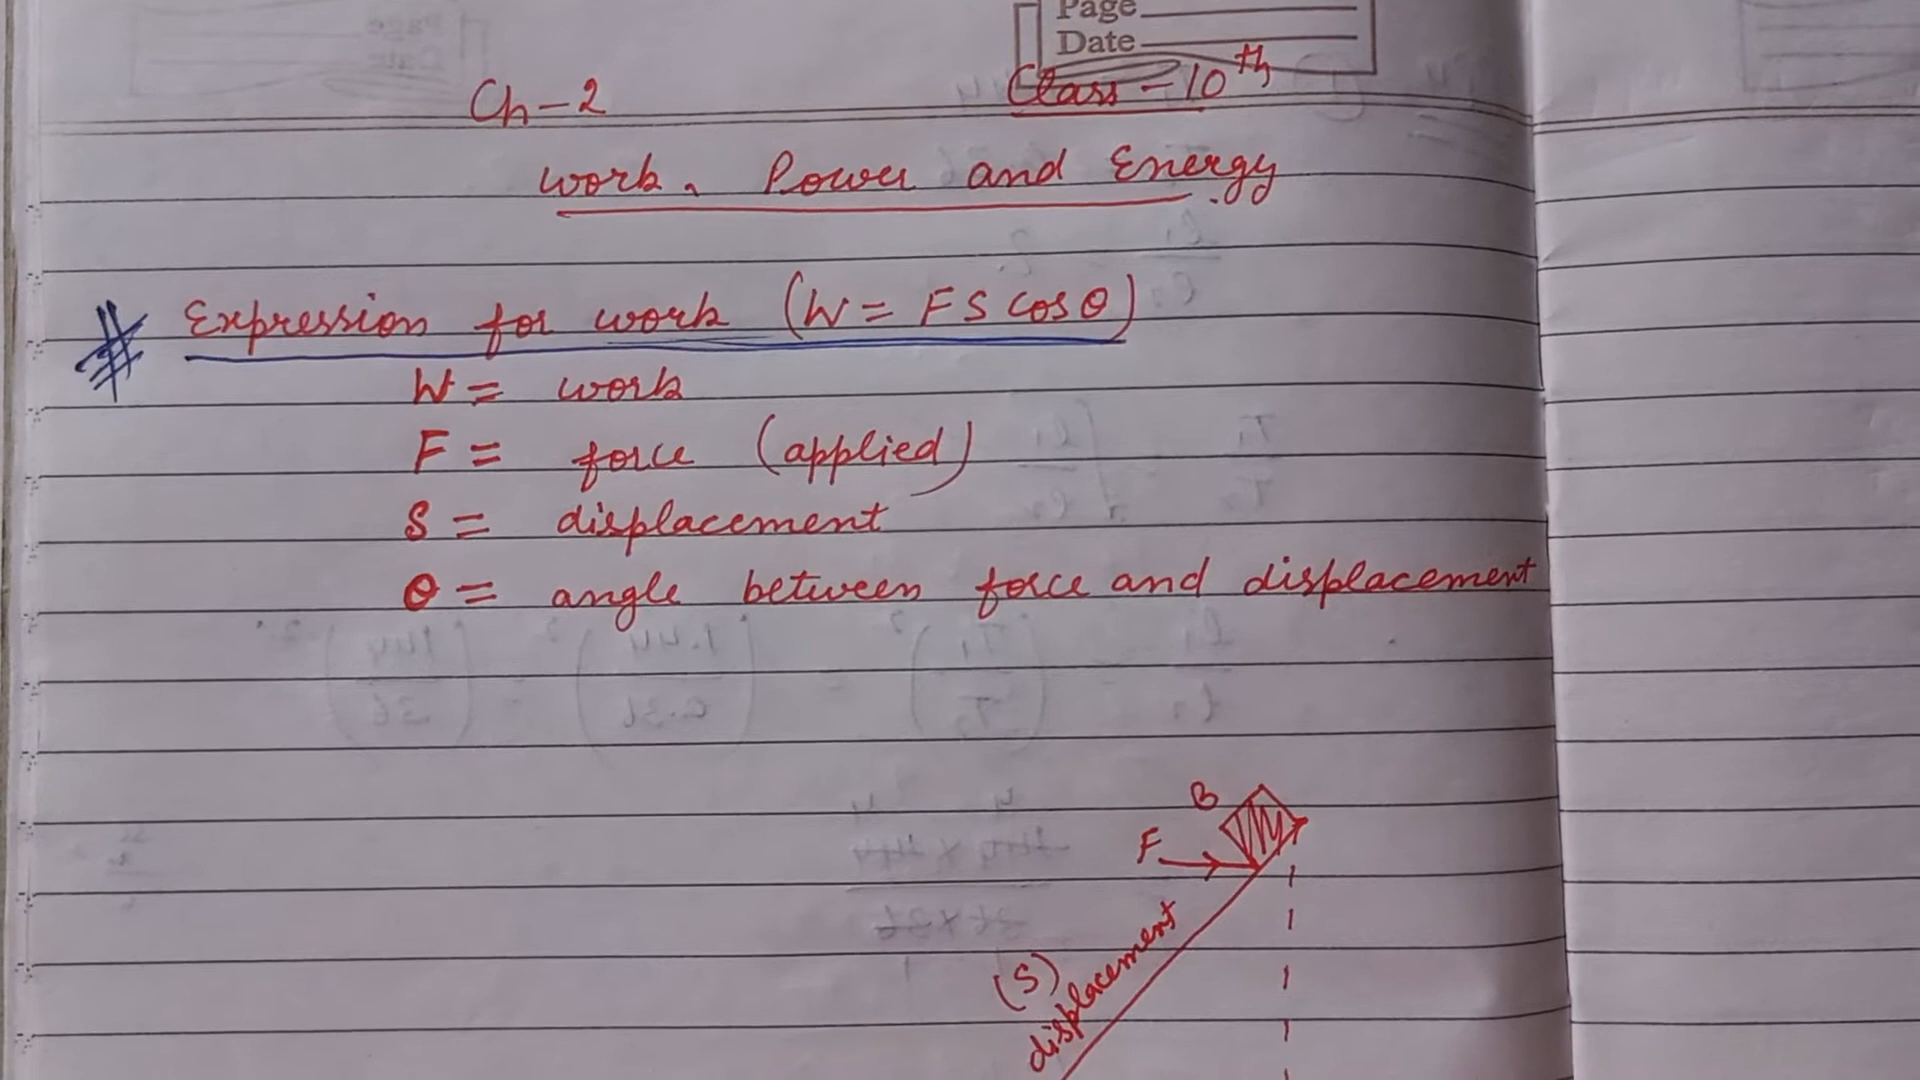 Page
Date
Ch-2
Class - 10th
work, Power and Energy
# Expression for work (W = F S cos θ)
W = work
F = force (applied)
S = displacement
θ = angle between force and displacement
B
F
(S)
displacement